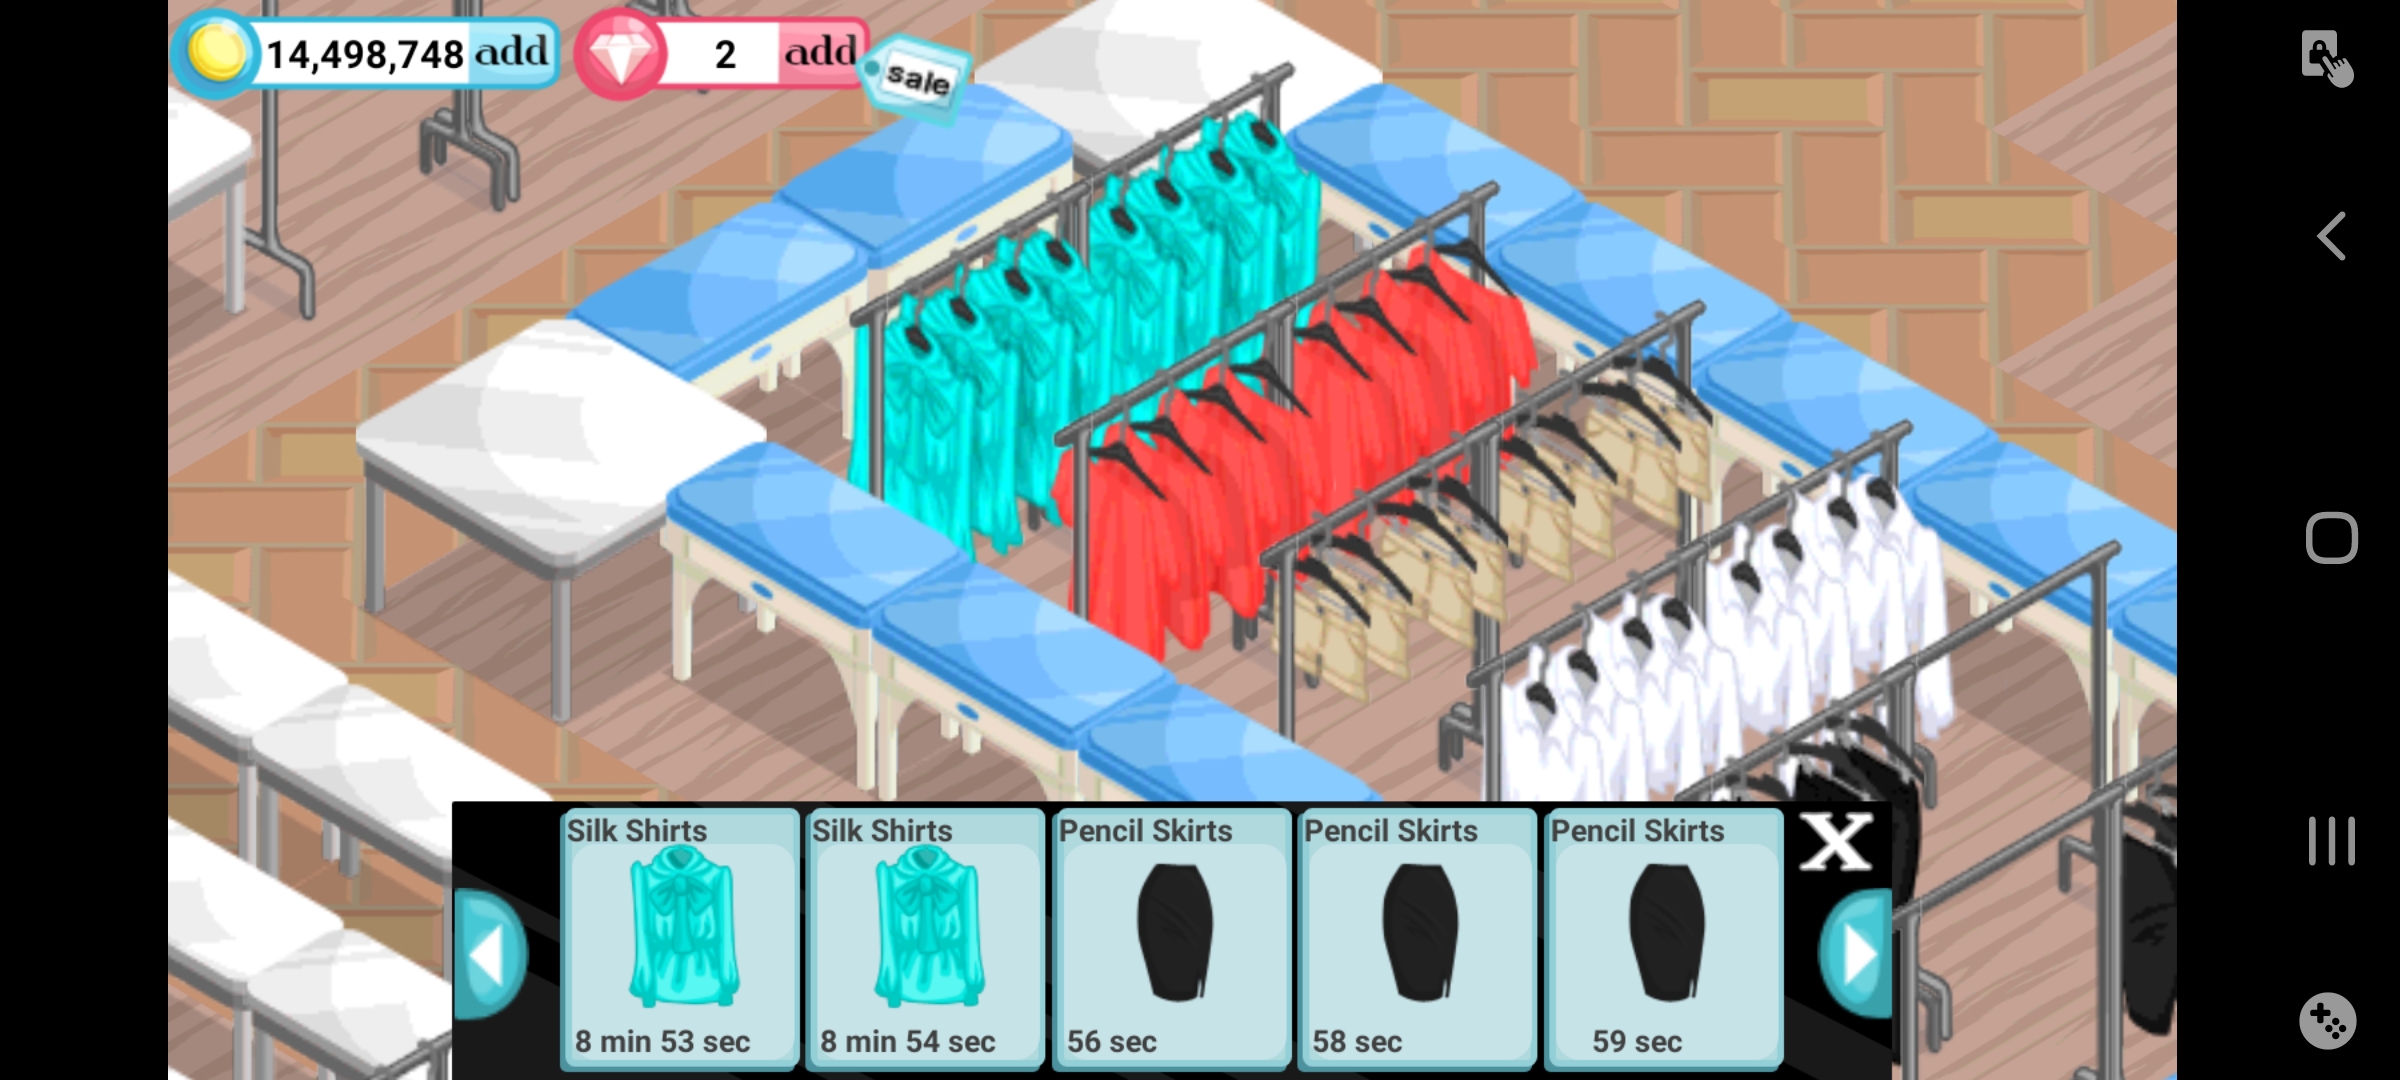 14,498,748 add
2 add
sale
Silk Shirts
8 min 53 sec
Silk Shirts
8 min 54 sec
Pencil Skirts
56 sec
Pencil Skirts
58 sec
Pencil Skirts
59 sec
X